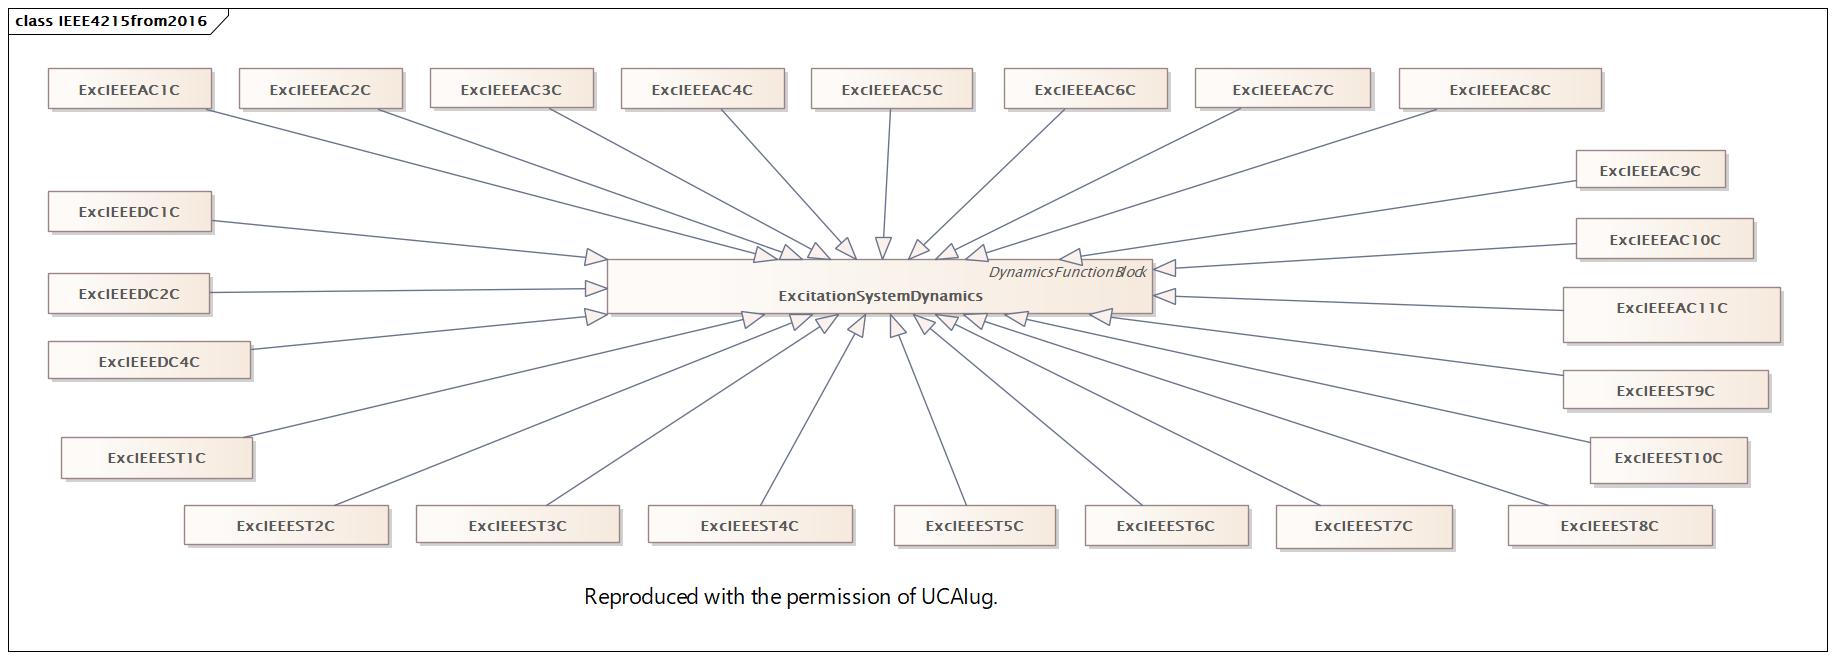 class IEEE4215from2016
ExcIEEEAC1C
ExcIEEEAC2C
ExcIEEEAC3C
ExcIEEEAC4C
ExcIEEEAC5C
ExcIEEEAC6C
ExcIEEEAC7C
ExcIEEEAC8C
ExcIEEEAC9C
ExcIEEEDC1C
ExcIEEEAC10C
DynamicsFunctionBlock
ExcitationSystemDynamics
ExcIEEEDC2C
ExcIEEEAC11C
ExcIEEEDC4C
ExcIEEEST9C
ExcIEEEST1C
ExcIEEEST10C
ExcIEEEST2C
ExcIEEEST3C
ExcIEEEST4C
ExcIEEEST5C
ExcIEEEST6C
ExcIEEEST7C
ExcIEEEST8C
Reproduced with the permission of UCAIug.